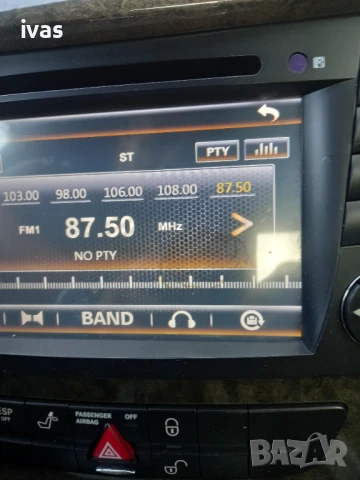 ivas
ST
PTY
103.00 98.00 106.00 108.00 87.50
FM1 87.50 MHz
NO PTY
BAND
ESP OFF
PASSENGER AIRBAG OFF
BAZAR